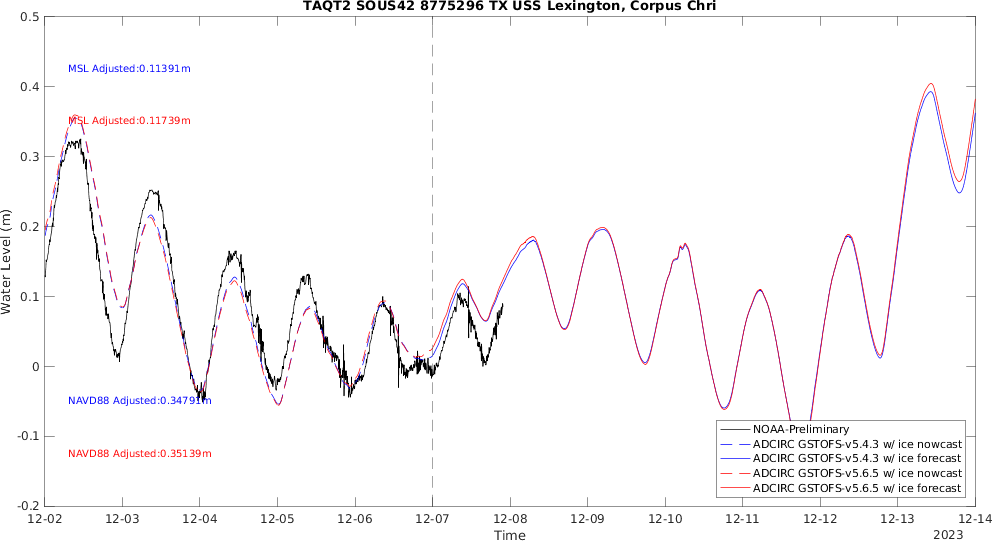 TAQT2 SOUS42 8775296 TX USS Lexington, Corpus Chri
0.5
0.4
0.3
0.2
0.1
0
-0.1
-0.2
Water Level (m)
MSL Adjusted:0.11391m
MSL Adjusted:0.11739m
NAVD88 Adjusted:0.34791m
NAVD88 Adjusted:0.35139m
NOAA-Preliminary
ADCIRC GSTOFS-v5.4.3 w/ ice nowcast
ADCIRC GSTOFS-v5.4.3 w/ ice forecast
ADCIRC GSTOFS-v5.6.5 w/ ice nowcast
ADCIRC GSTOFS-v5.6.5 w/ ice forecast
12-02 12-03 12-04 12-05 12-06 12-07 12-08 12-09 12-10 12-11 12-12 12-13 12-14
Time
2023